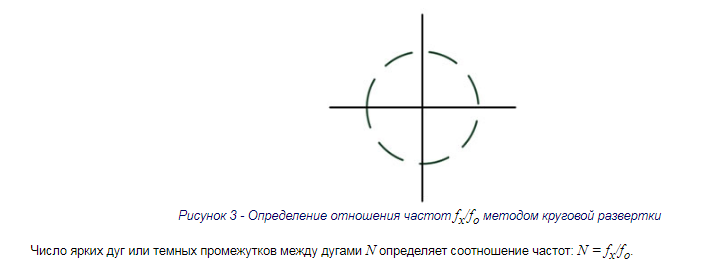 Рисунок 3 - Определение отношения частот fx/fo методом круговой развертки
Число ярких дуг или темных промежутков между дугами N определяет соотношение частот: N = fx/fo.